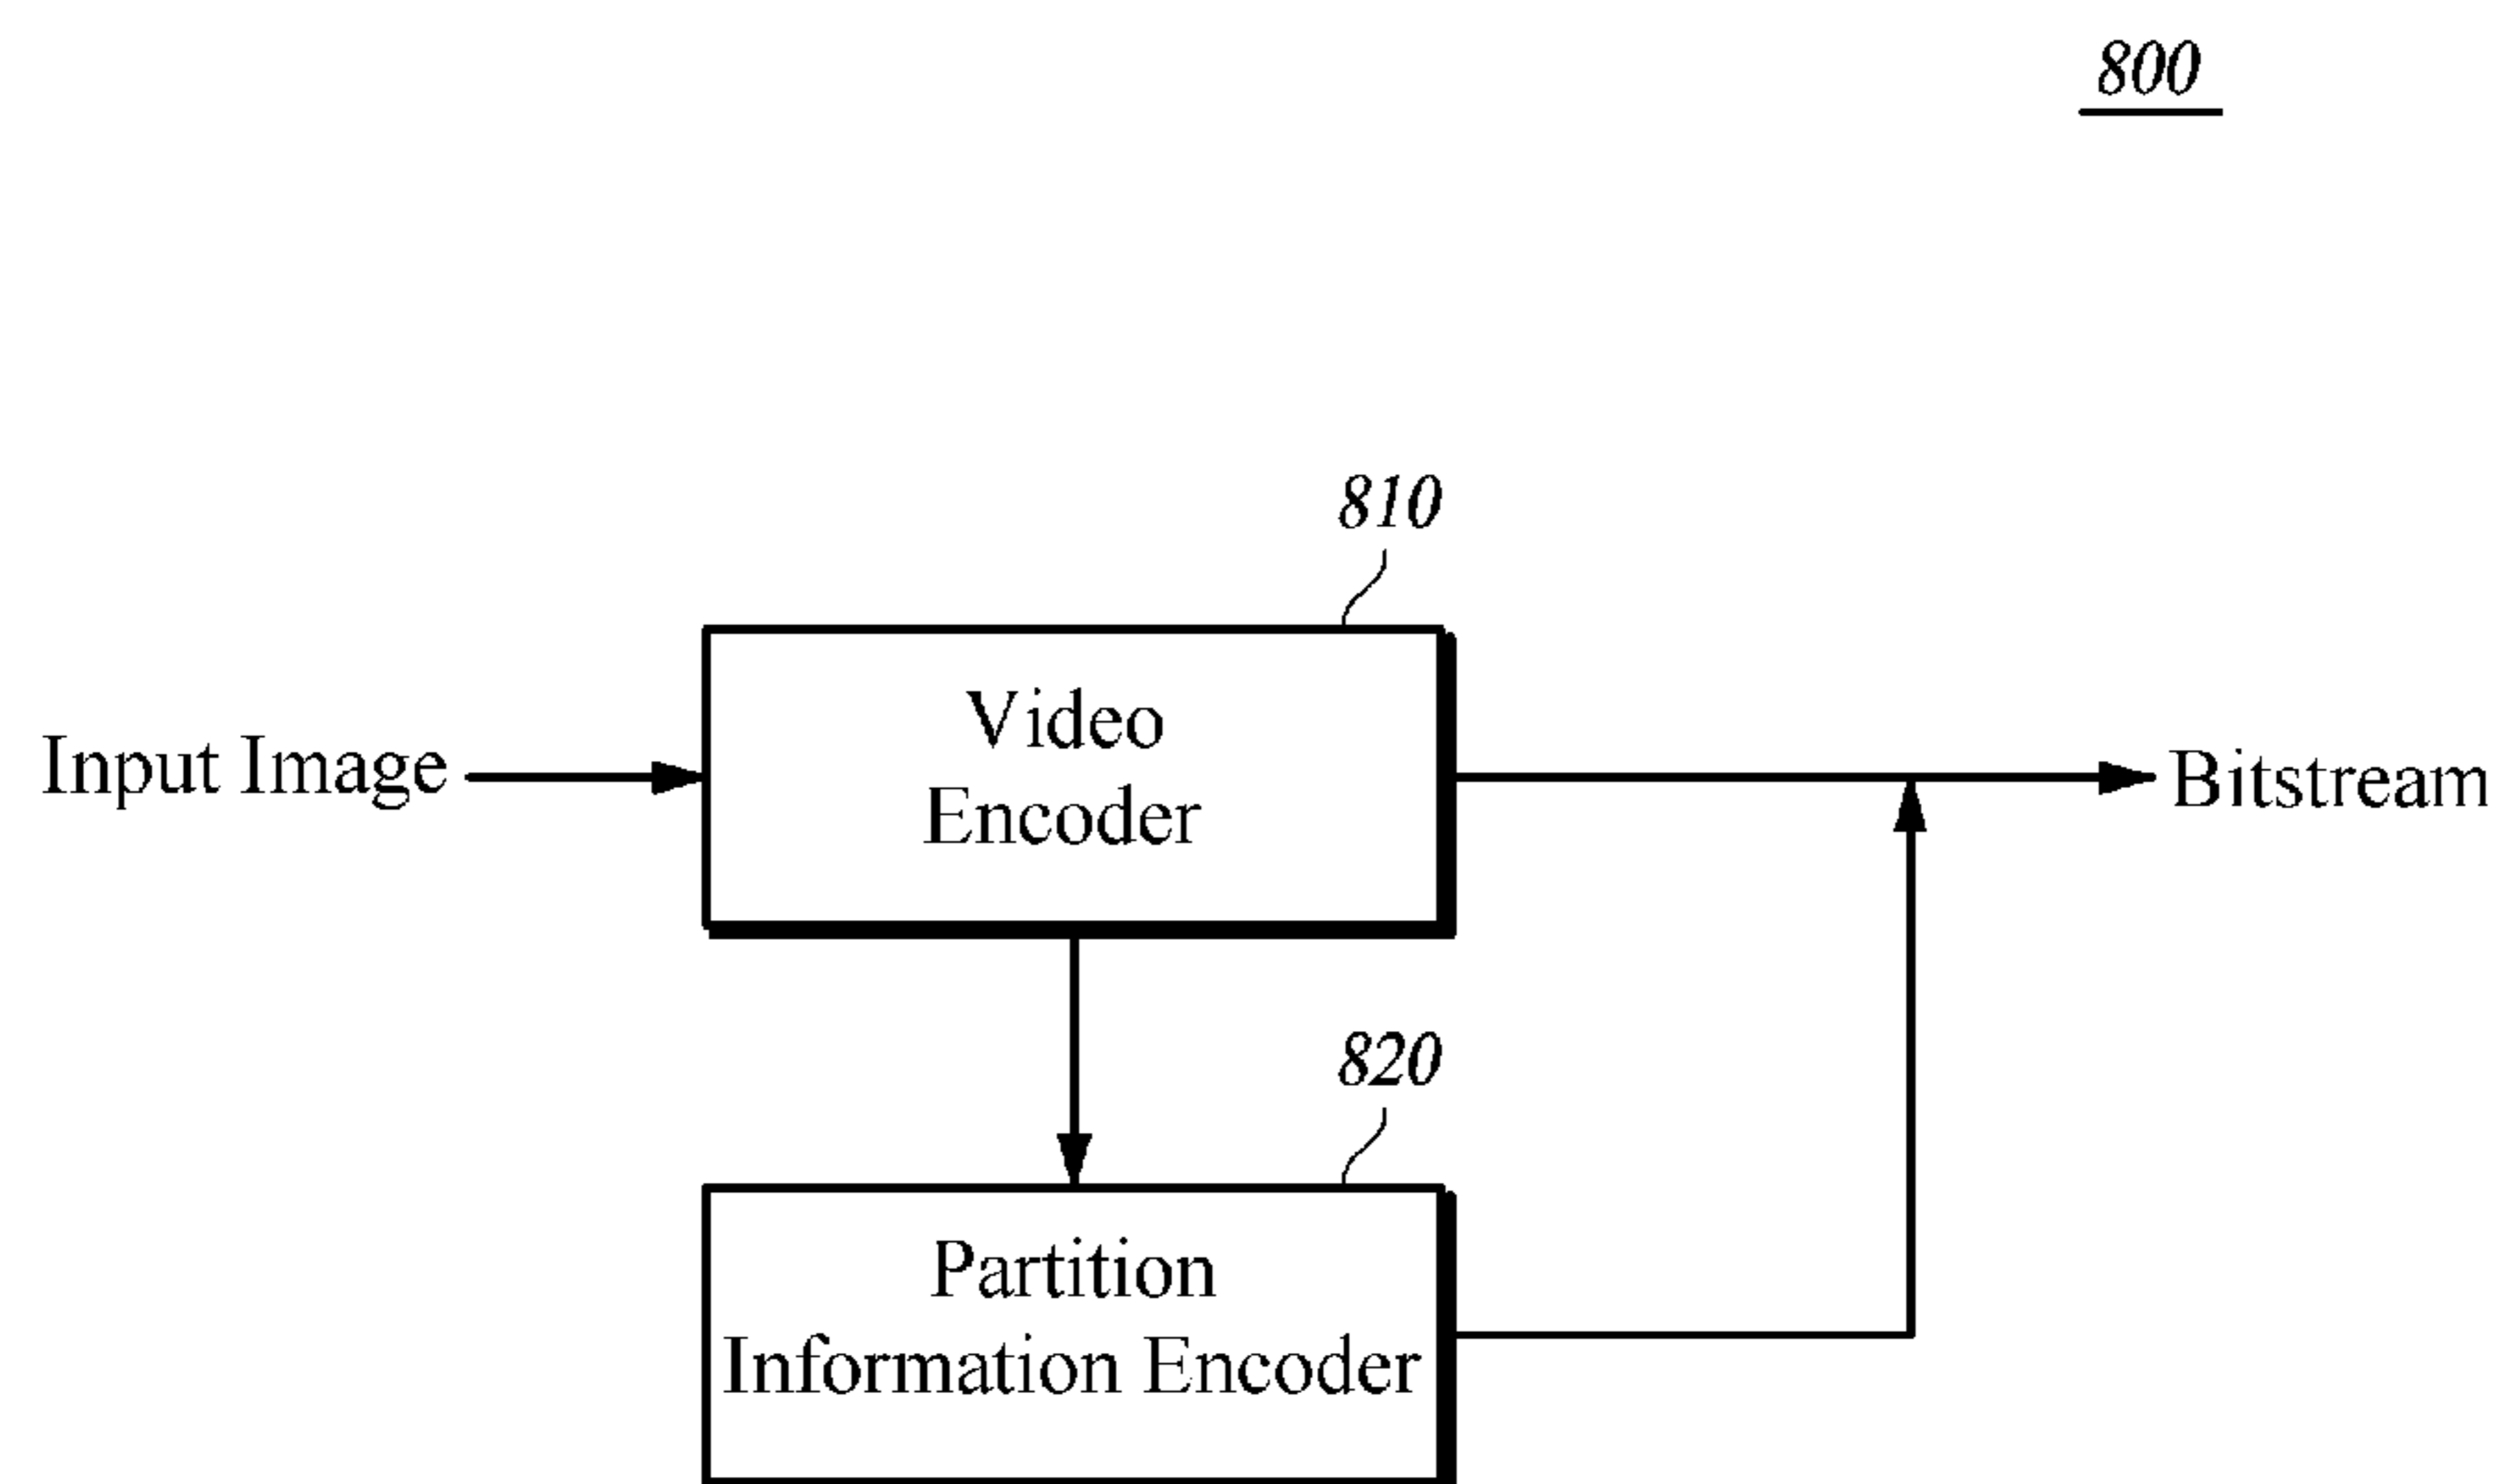 800
810
Video
Encoder
Input Image
Bitstream
820
Partition
Information Encoder